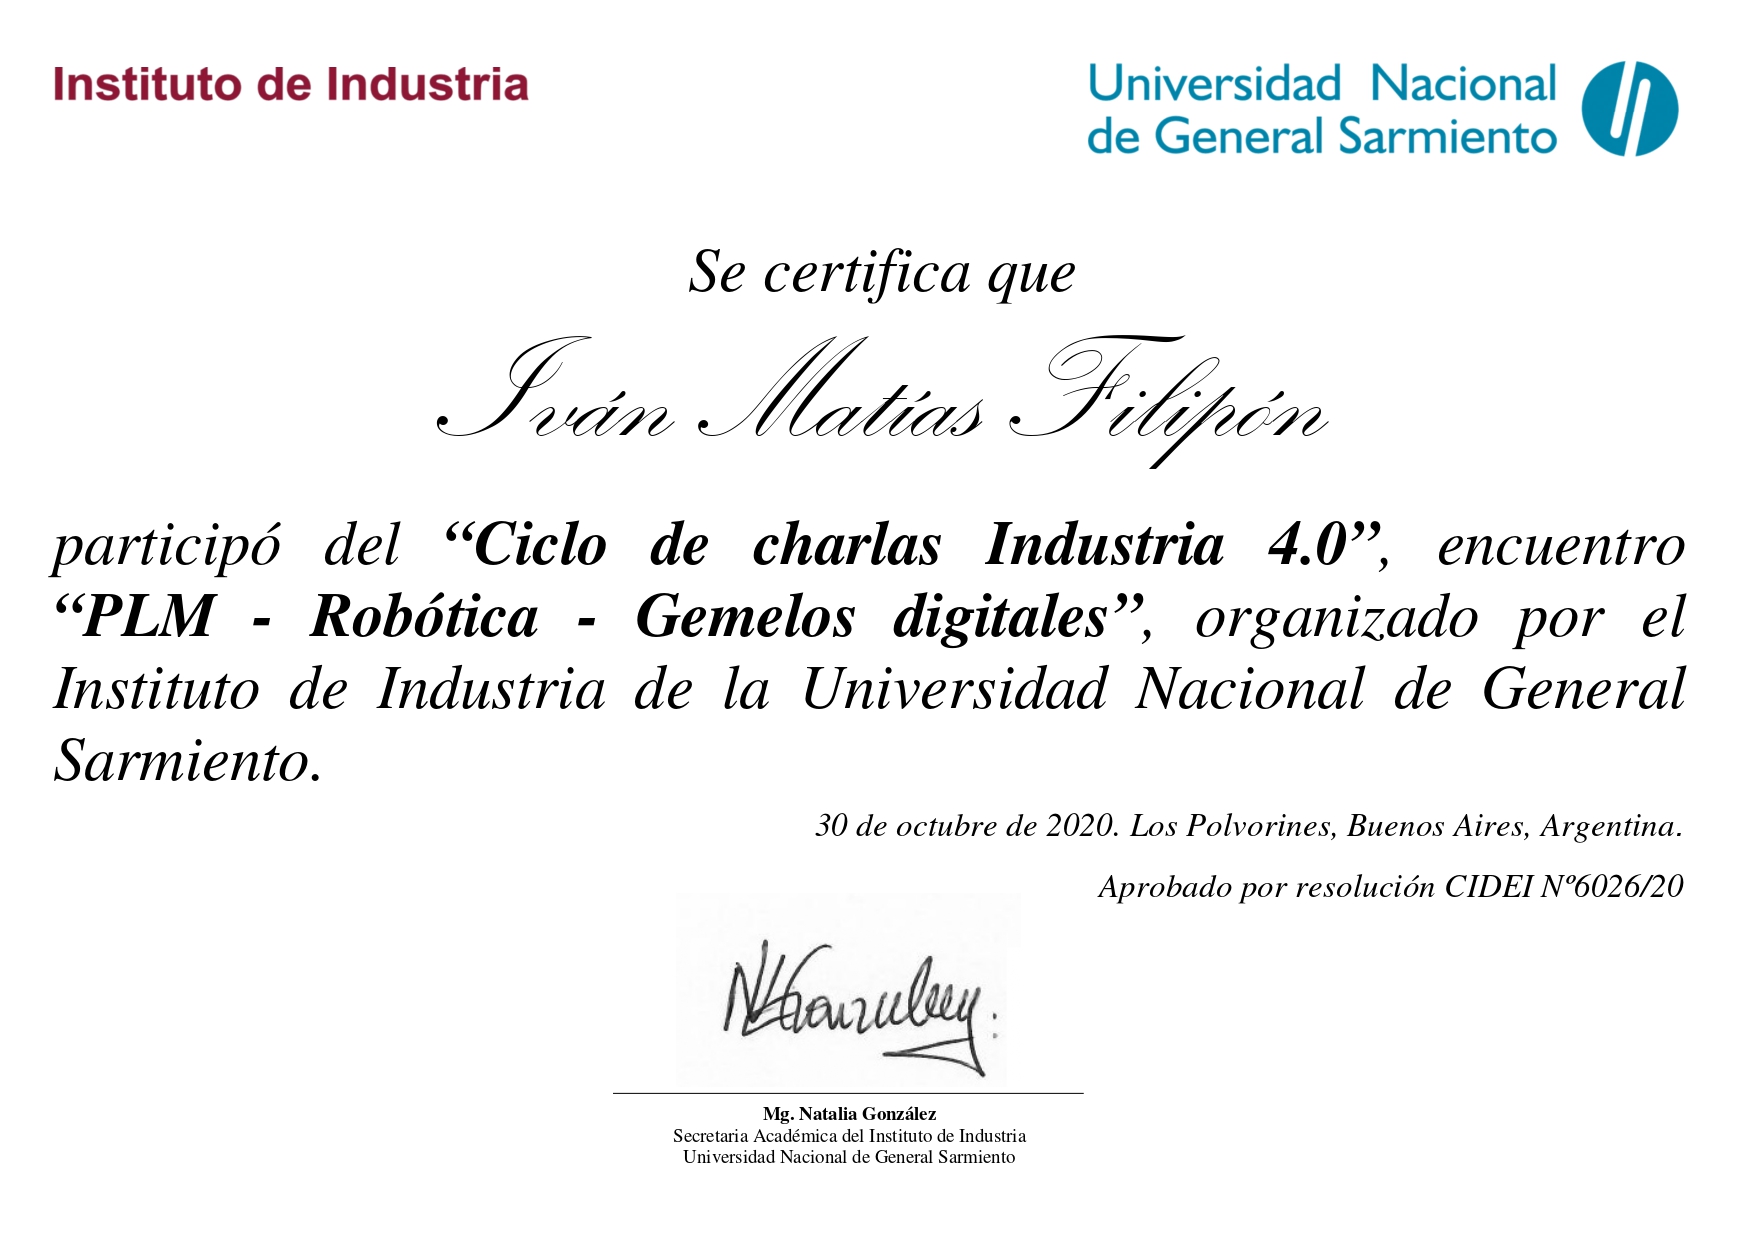 Instituto de Industria
Universidad Nacional
de General Sarmiento
Se certifica que
Iván Matías Filipón
participó del “Ciclo de charlas Industria 4.0”, encuentro
“PLM - Robótica - Gemelos digitales”, organizado por el
Instituto de Industria de la Universidad Nacional de General
Sarmiento.
30 de octubre de 2020. Los Polvorines, Buenos Aires, Argentina.
Aprobado por resolución CIDEI Nº6026/20
Mg. Natalia González
Secretaria Académica del Instituto de Industria
Universidad Nacional de General Sarmiento